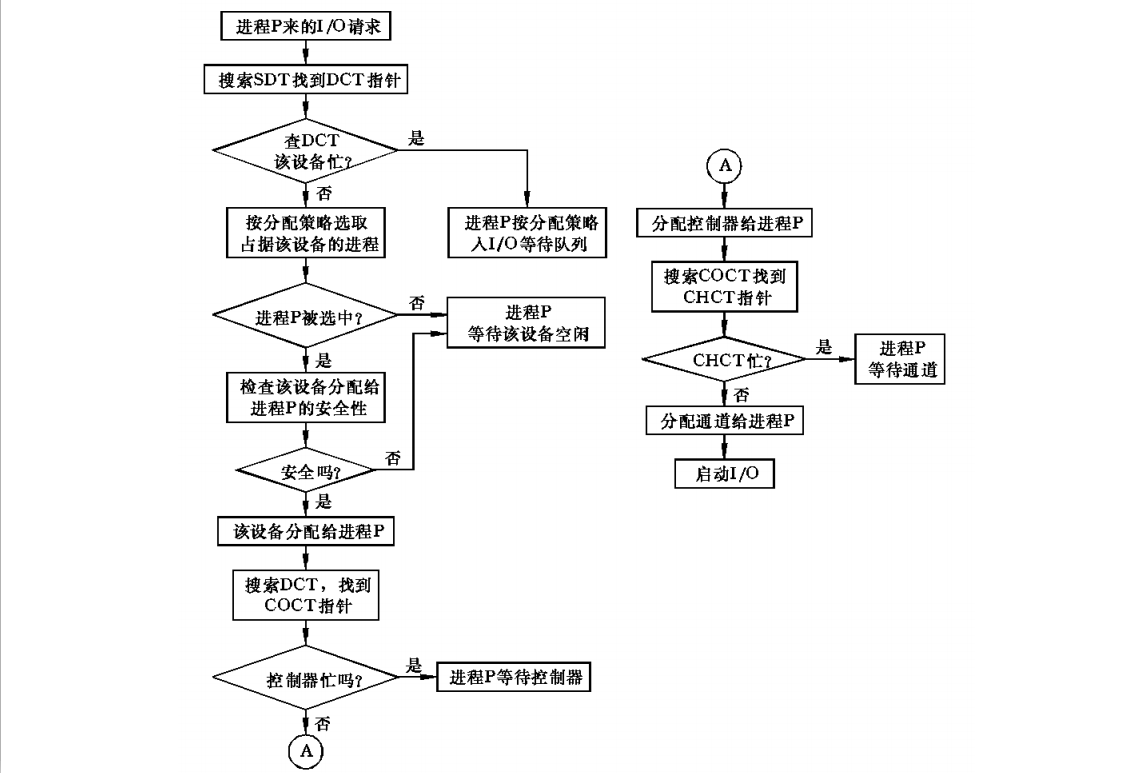 进程P来的I/O请求
搜索SDT找到DCT指针
查DCT
该设备忙?
是
否
按分配策略选取
占据该设备的进程
进程P按分配策略
入I/O等待队列
进程P被选中?
否
进程P
等待该设备空闲
是
检查该设备分配给
进程P的安全性
安全吗?
否
是
该设备分配给进程P
搜索DCT，找到
COCT指针
控制器忙吗?
是
进程P等待控制器
否
A
A
分配控制器给进程P
搜索COCT找到
CHCT指针
CHCT忙?
是
进程P
等待通道
否
分配通道给进程P
启动I/O